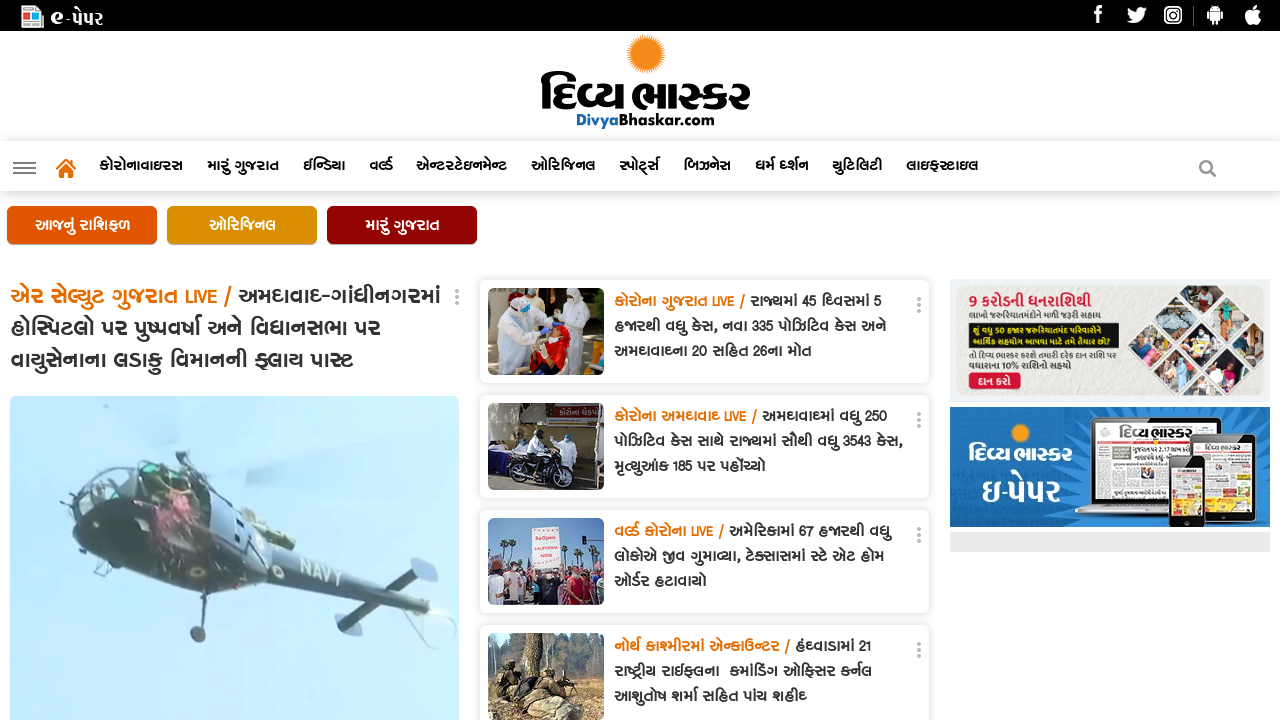 e-પેપર
દિવ્ય ભાસ્કર
DivyaBhaskar.com
કોરોનાવાઇરસ
મારું ગુજરાત
ઈન્ડિયા
વર્લ્ડ
એન્ટરટેઇનમેન્ટ
ઓરિજિનલ
સ્પોર્ટ્સ
બિઝનેસ
ધર્મ દર્શન
યુટિલિટી
લાઇફસ્ટાઇલ
આજનું રાશિફળ
ઓરિજિનલ
મારું ગુજરાત
એર સેલ્યુટ ગુજરાત LIVE / અમદાવાદ-ગાંધીનગરમાં
હોસ્પિટલો પર પુષ્પવર્ષા અને વિધાનસભા પર
વાયુસેનાના લડાકુ વિમાનની ફ્લાય પાસ્ટ
NAVY
કોરોના ગુજરાત LIVE / રાજ્યમાં 45 દિવસમાં 5
હજારથી વધુ કેસ, નવા 335 પોઝિટિવ કેસ અને
અમદાવાદના 20 સહિત 26ના મોત
કોરોના અમદાવાદ LIVE / અમદાવાદમાં વધુ 250
પોઝિટિવ કેસ સાથે રાજ્યમાં સૌથી વધુ 3543 કેસ,
મૃત્યુઆંક 185 પર પહોંચ્યો
વર્લ્ડ કોરોના LIVE / અમેરિકામાં 67 હજારથી વધુ
લોકોએ જીવ ગુમાવ્યા, ટેક્સાસમાં સ્ટે એટ હોમ
ઓર્ડર હટાવાયો
ReOpen
CALIFORNIA
NOW
નોર્થ કાશ્મીરમાં એન્કાઉન્ટર / હંદવાડામાં 21
રાષ્ટ્રીય રાઈફલના કમાંડિંગ ઓફિસર કર્નલ
આશુતોષ શર્મા સહિત પાંચ શહીદ
9 કરોડની ધનરાશિથી
લાખો જરૂરિયાતમંદોને મળી જરૂરી સહાય
શું વધુ 50 હજાર જરૂરિયાતમંદ પરિવારોને
આર્થિક સહયોગ આપવા માટે તમે તૈયાર છો?
તો દિવ્ય ભાસ્કર કરશે તમારી દરેક દાન રાશિ પર
વધારાના 10% રાશિનો સહયો
દાન કરો
દિવ્ય ભાસ્કર
ઇ-પેપર
દિવ્ય ભાસ્કર
દિવ્ય ભાસ્કર